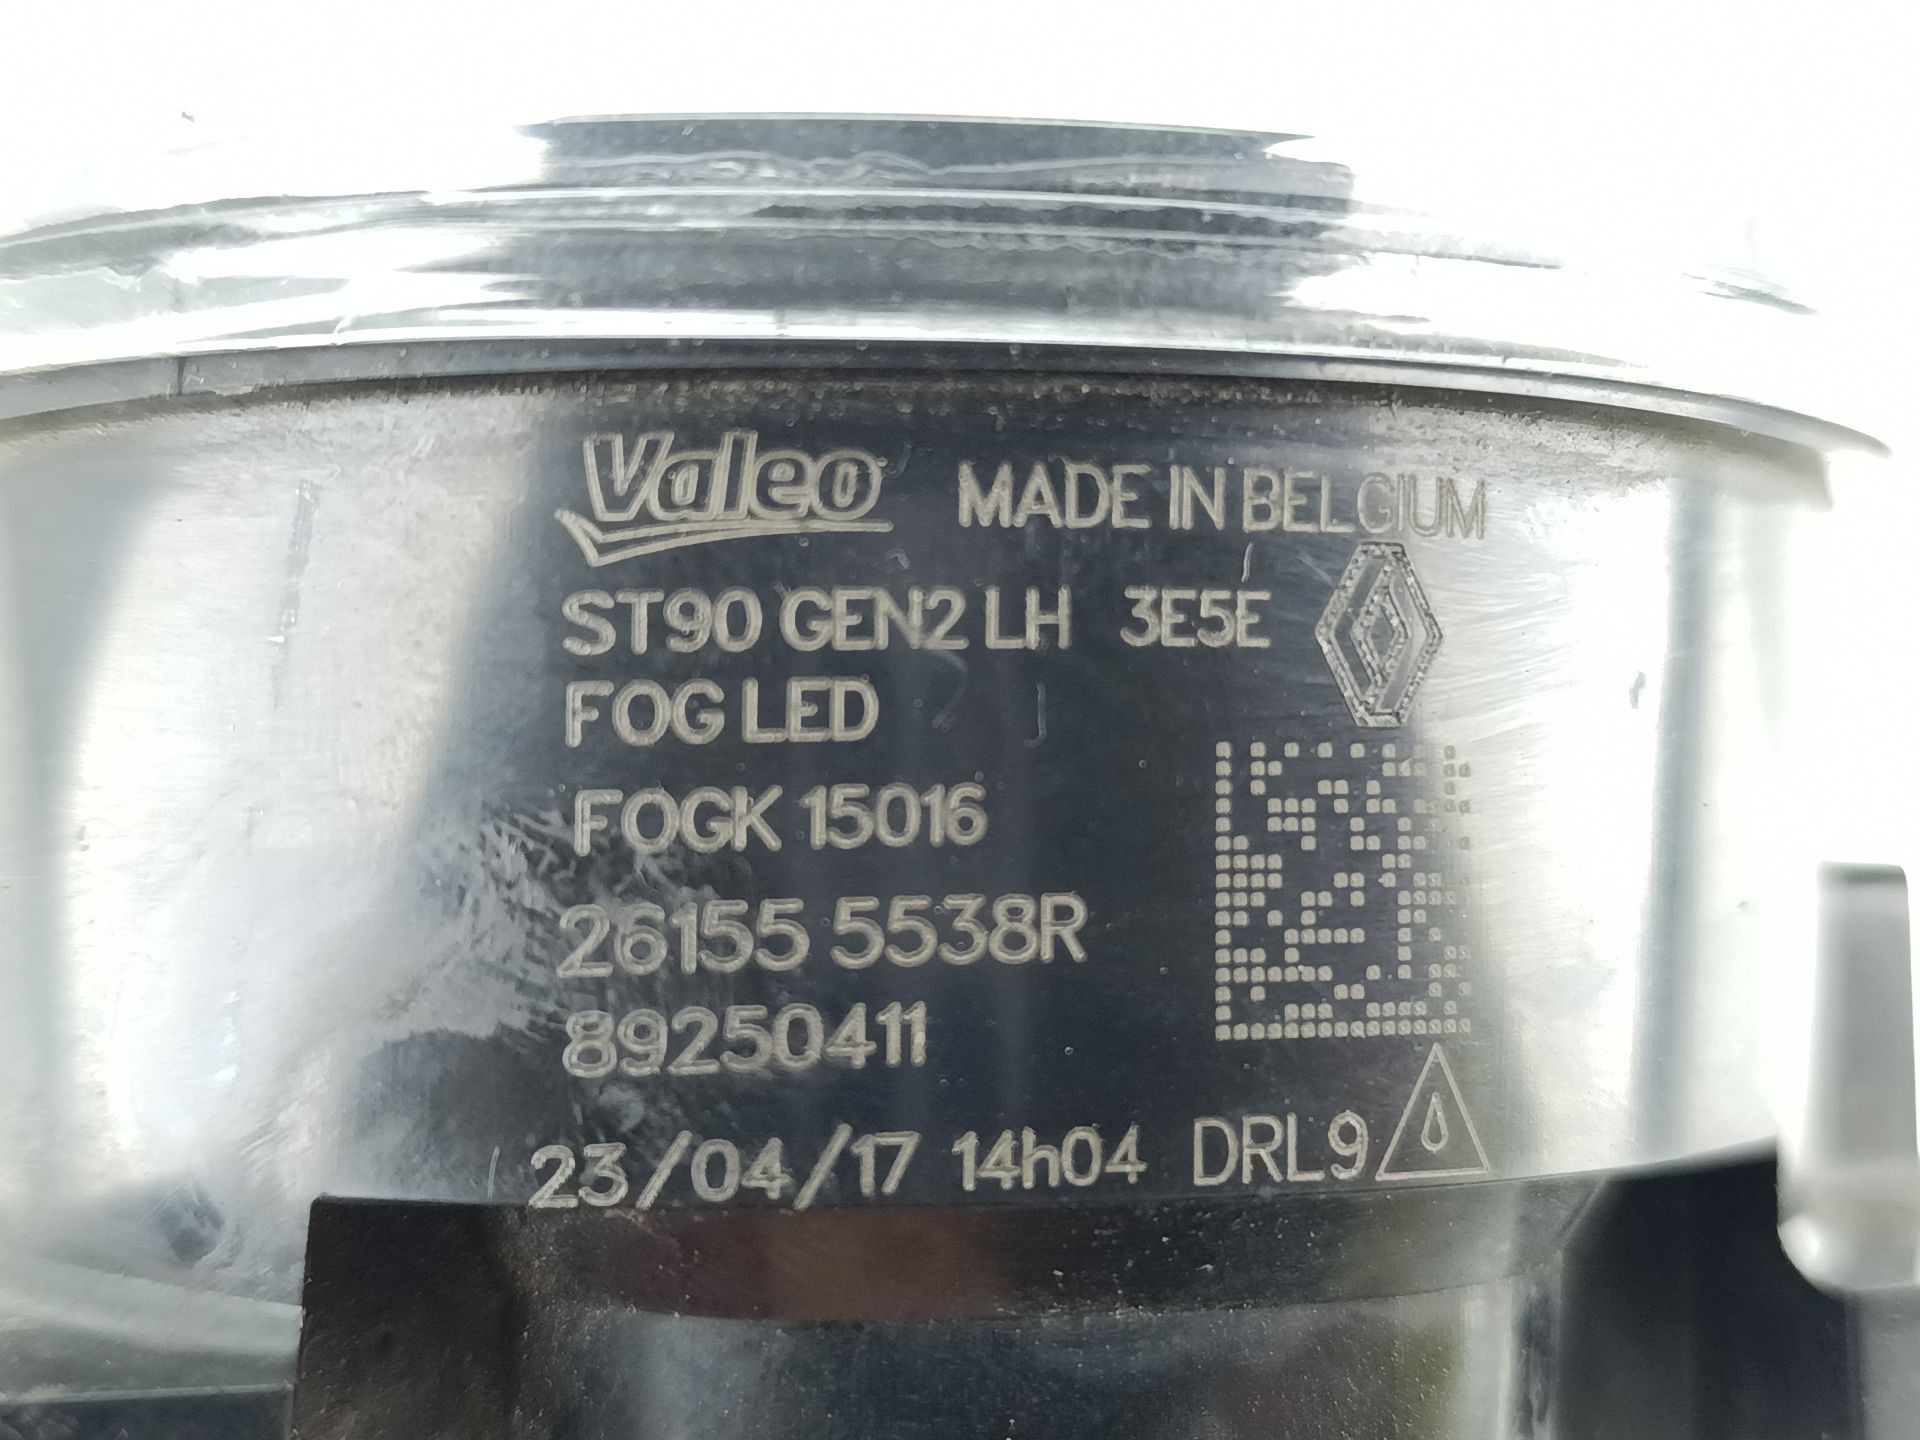 Valeo MADE IN BELGIUM
ST90 GEN2 LH 3E5E
FOG LED
FOGK 15016
26155 5538R
89250411
23/04/17 14h04 DRL9